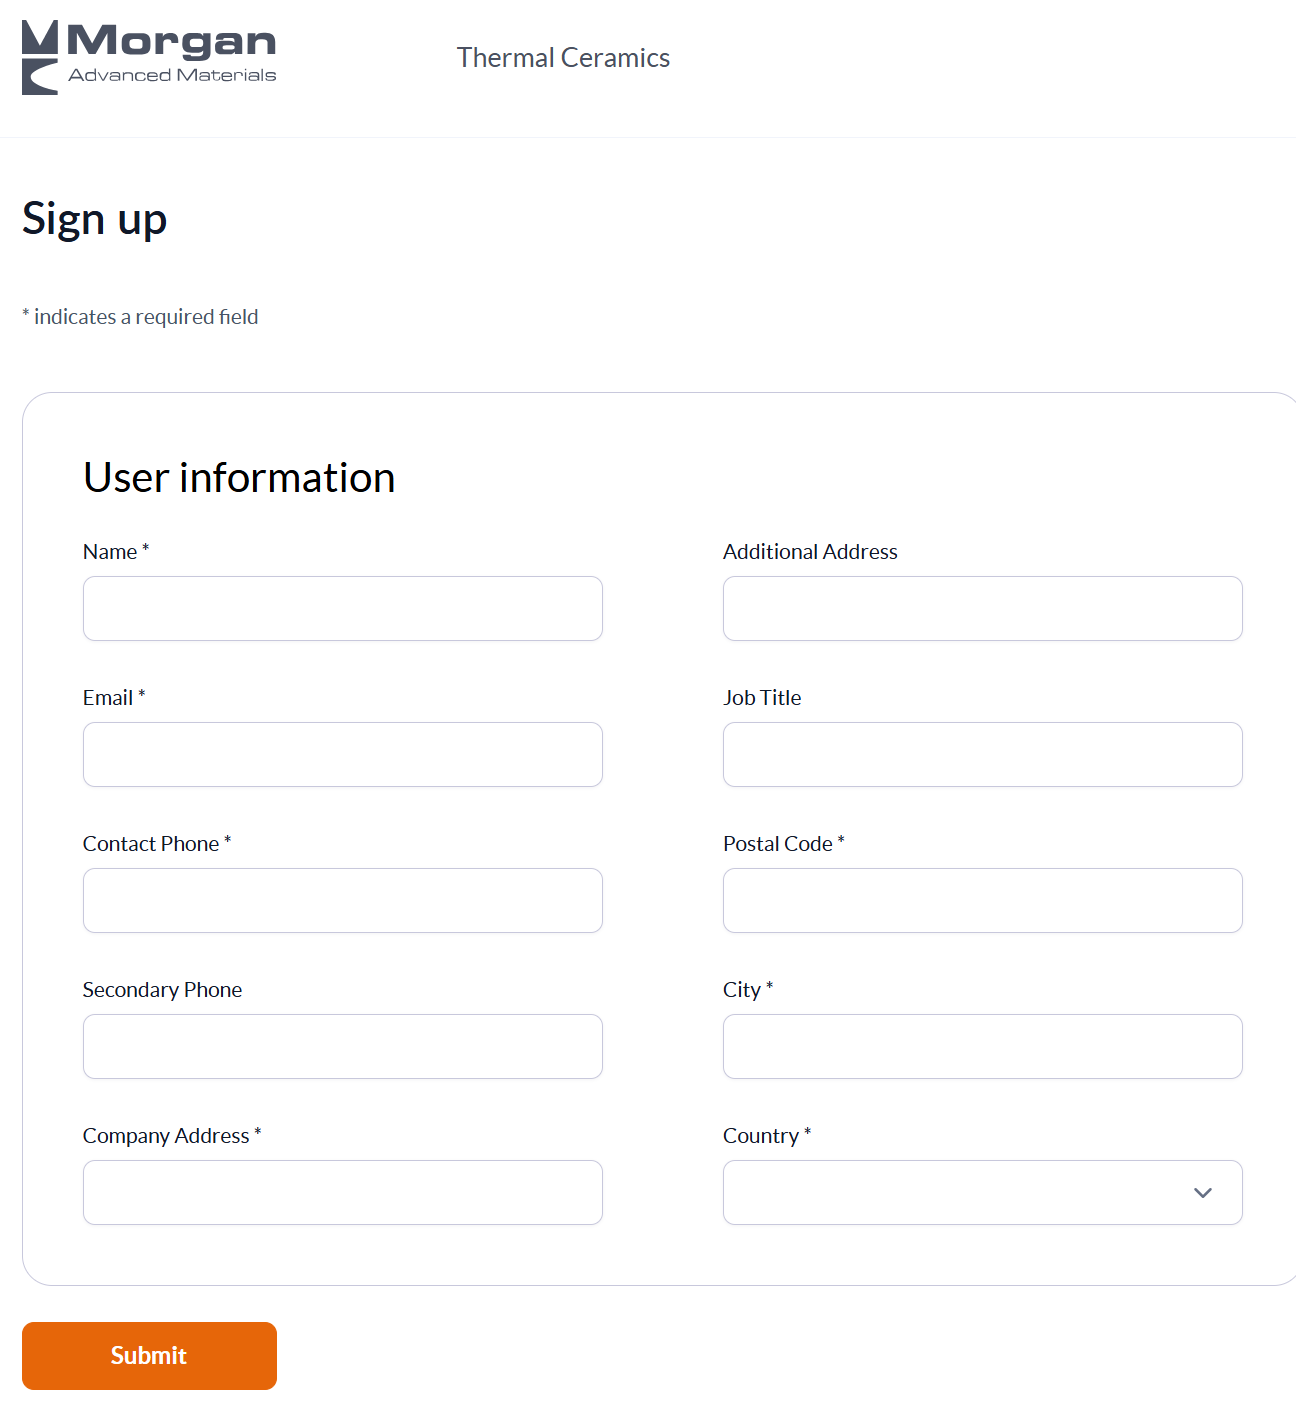 Morgan
Advanced Materials
Thermal Ceramics
Sign up
* indicates a required field
User information
Name *
Additional Address
Email *
Job Title
Contact Phone *
Postal Code *
Secondary Phone
City *
Company Address *
Country *
Submit